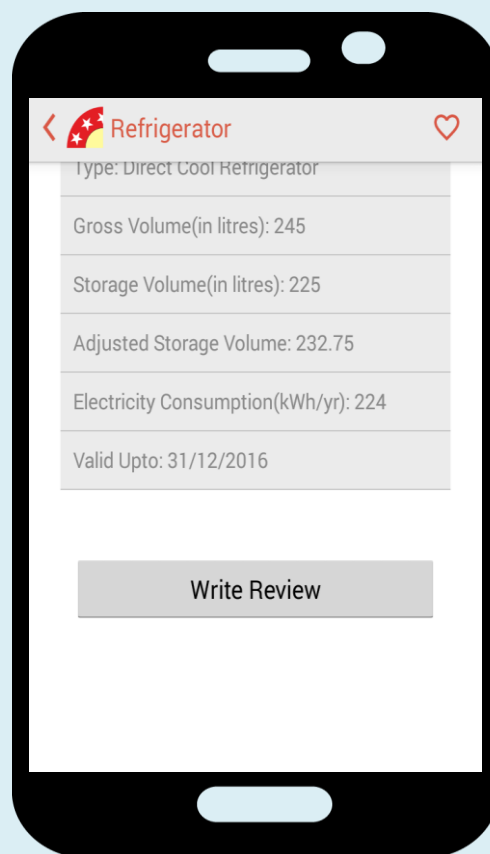 Refrigerator
Type: Direct Cool Refrigerator
Gross Volume(in litres): 245
Storage Volume(in litres): 225
Adjusted Storage Volume: 232.75
Electricity Consumption(kWh/yr): 224
Valid Upto: 31/12/2016
Write Review